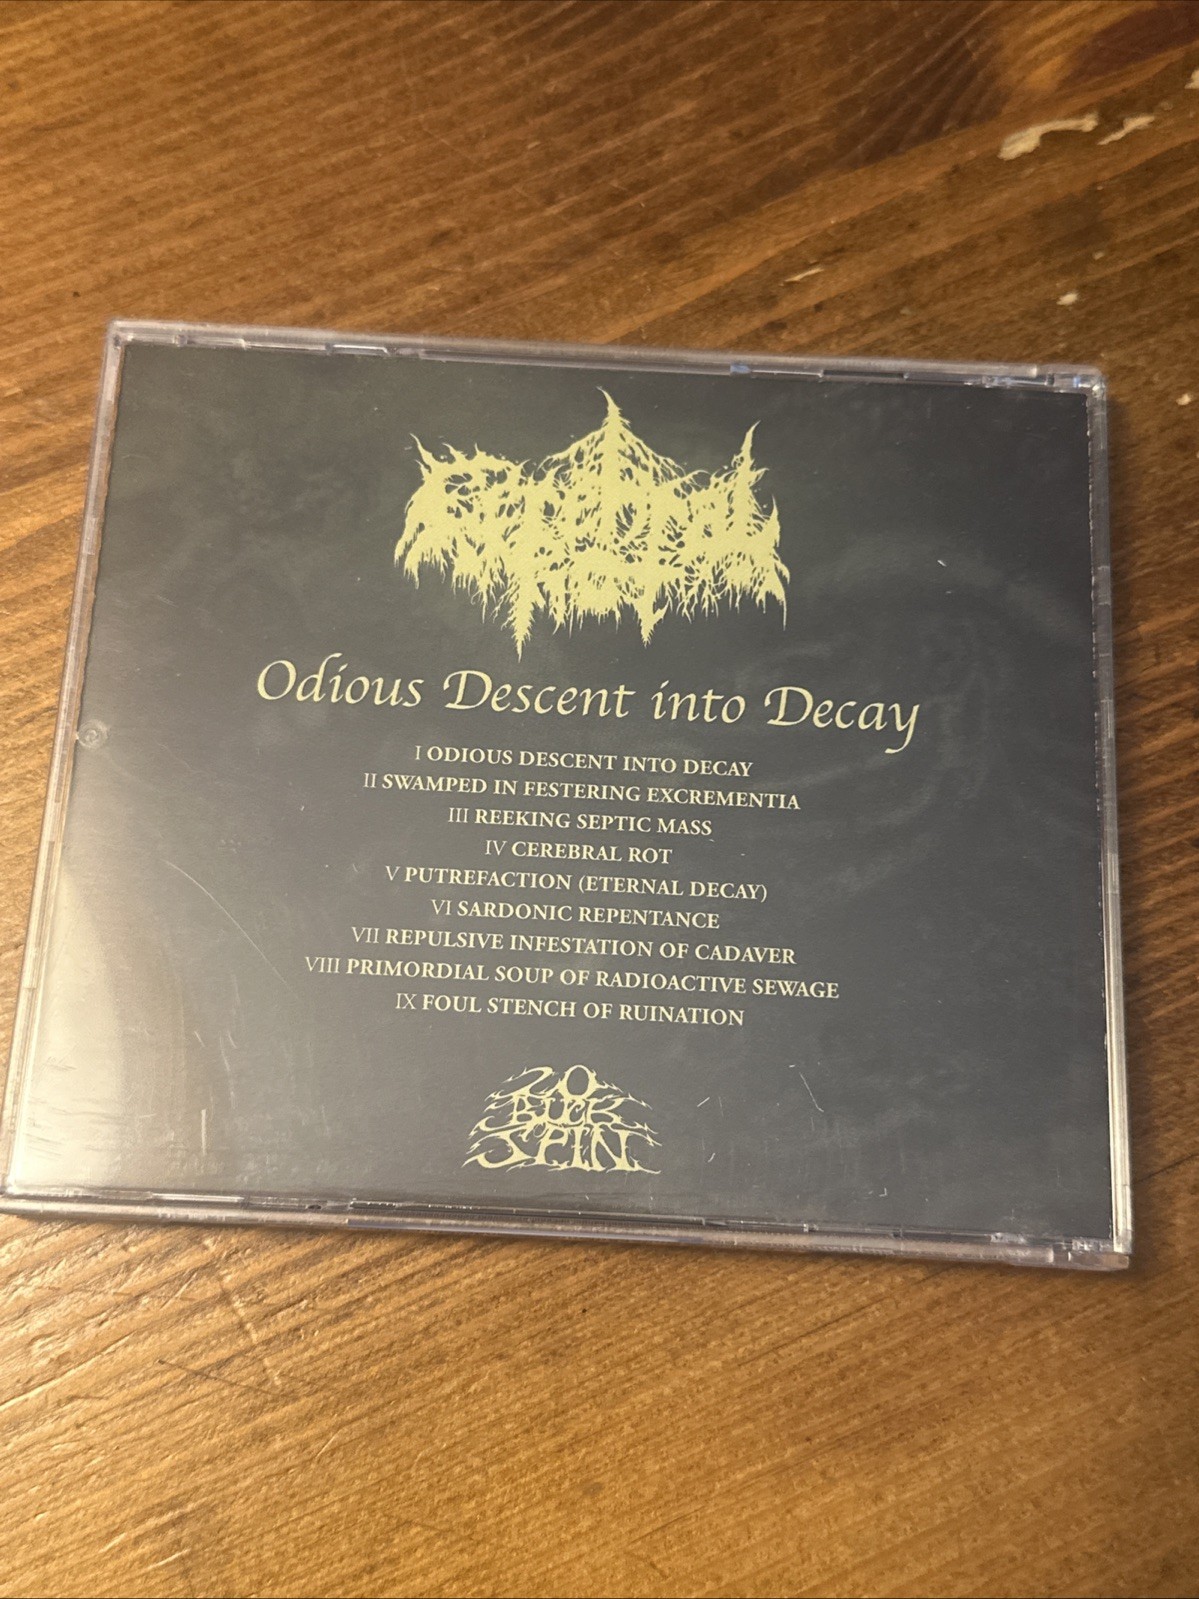 Cerebral
Rot
Odious Descent into Decay
I ODIOUS DESCENT INTO DECAY
II SWAMPED IN FESTERING EXCREMENTIA
III REEKING SEPTIC MASS
IV CEREBRAL ROT
V PUTREFACTION (ETERNAL DECAY)
VI SARDONIC REPENTANCE
VII REPULSIVE INFESTATION OF CADAVER
VIII PRIMORDIAL SOUP OF RADIOACTIVE SEWAGE
IX FOUL STENCH OF RUINATION
20
BUCK
SPIN